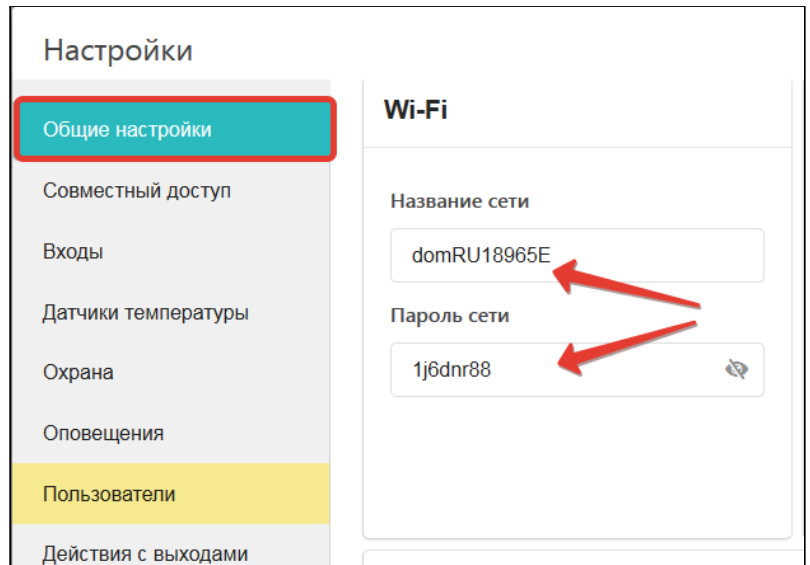 Настройки
Общие настройки
Совместный доступ
Входы
Датчики температуры
Охрана
Оповещения
Пользователи
Действия с выходами
Wi-Fi
Название сети
domRU18965E
Пароль сети
1j6dnr88